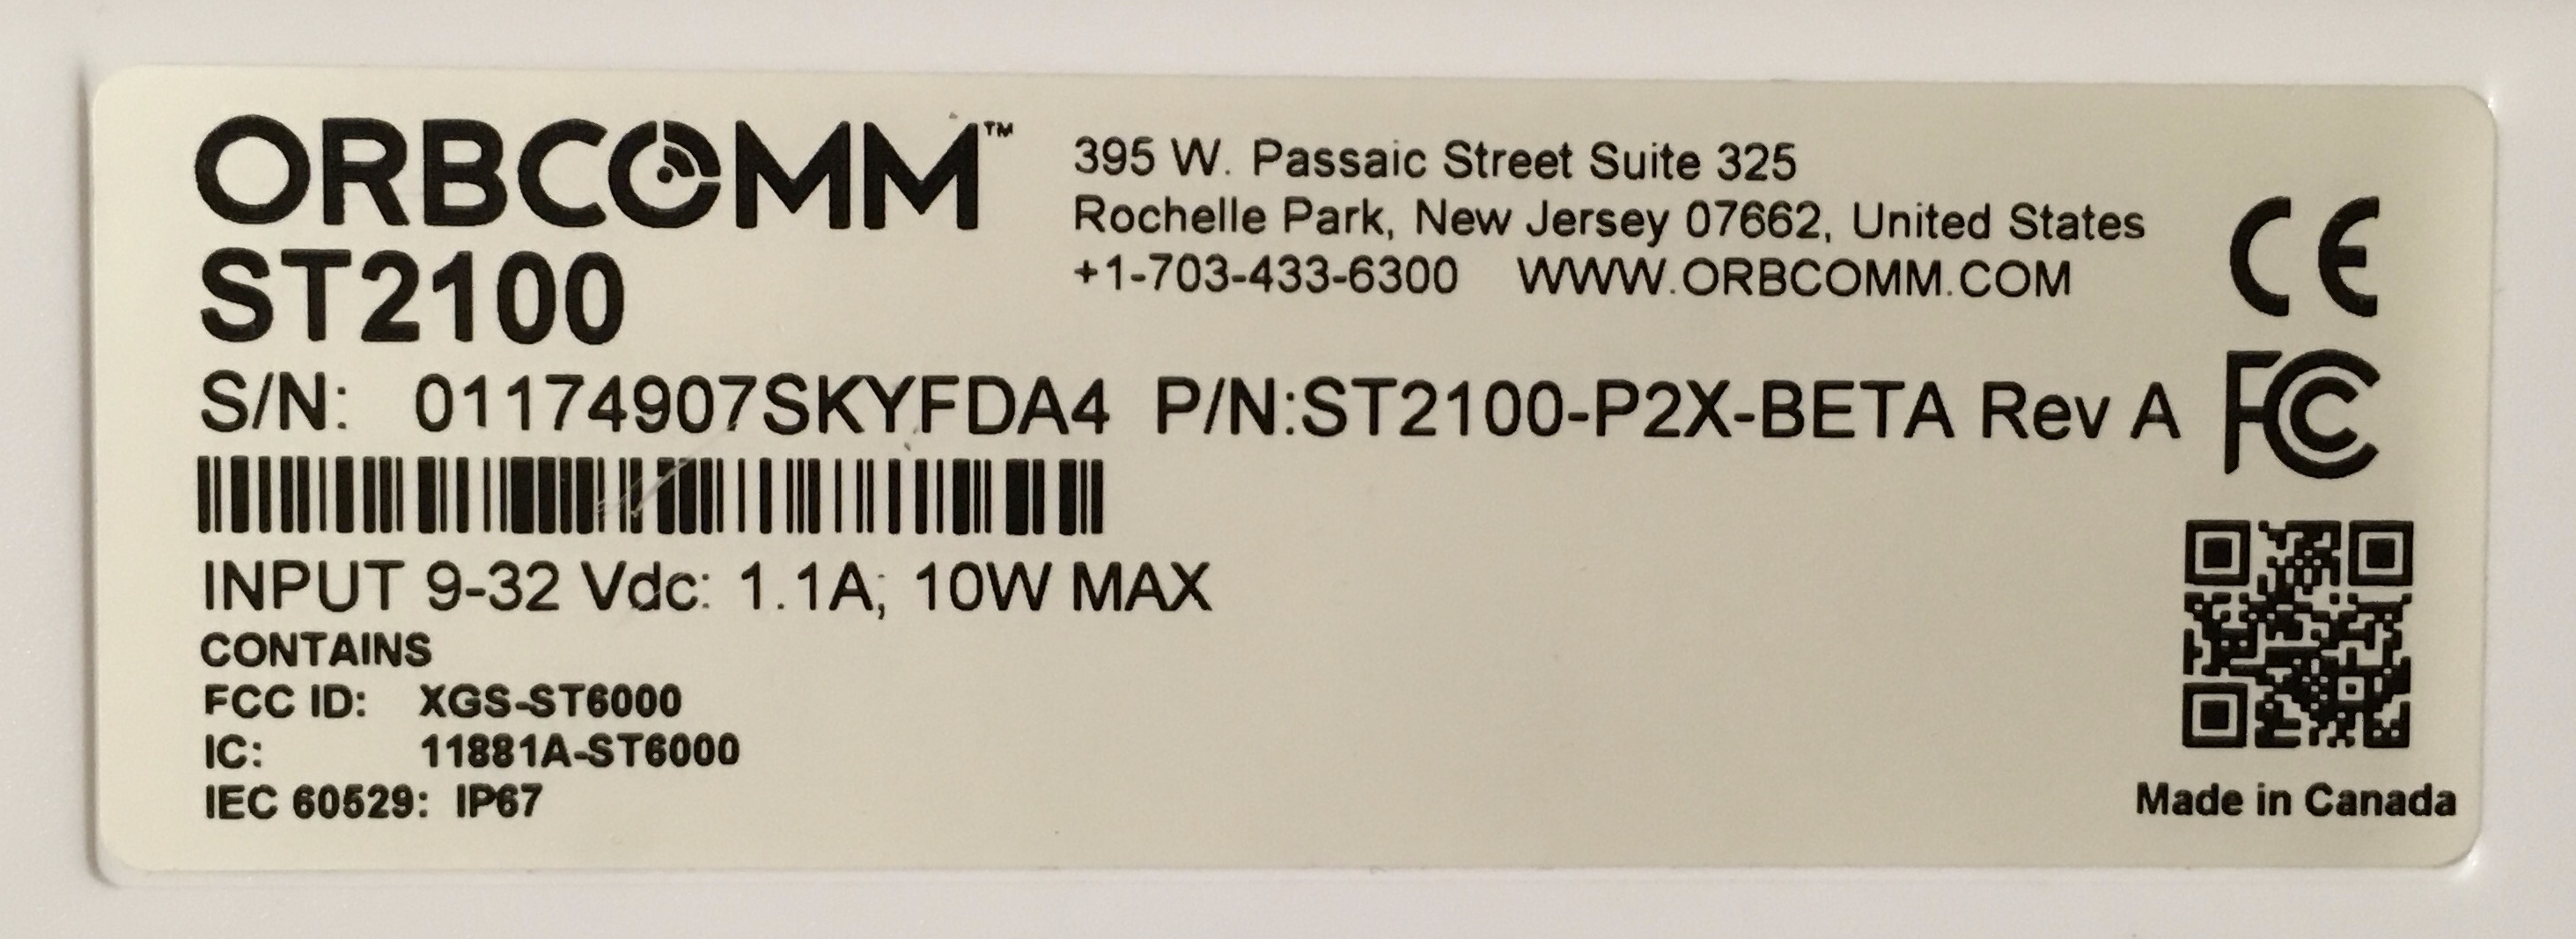 ORBCOMM™
ST2100
395 W. Passaic Street Suite 325
Rochelle Park, New Jersey 07662, United States
+1-703-433-6300 WWW.ORBCOMM.COM
CE
S/N: 01174907SKYFDA4 P/N:ST2100-P2X-BETA Rev A
FC
INPUT 9-32 Vdc: 1.1A; 10W MAX
CONTAINS
FCC ID: XGS-ST6000
IC: 11881A-ST6000
IEC 60529: IP67
Made in Canada